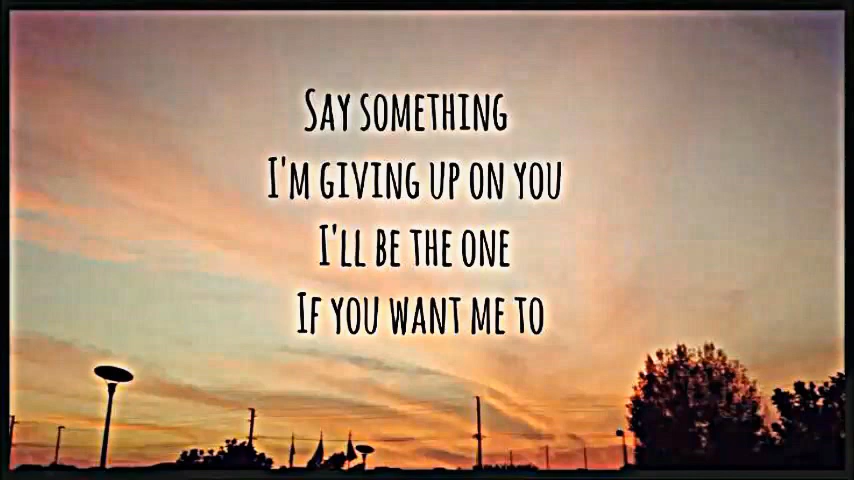 Say something
I'm giving up on you
I'll be the one
If you want me to